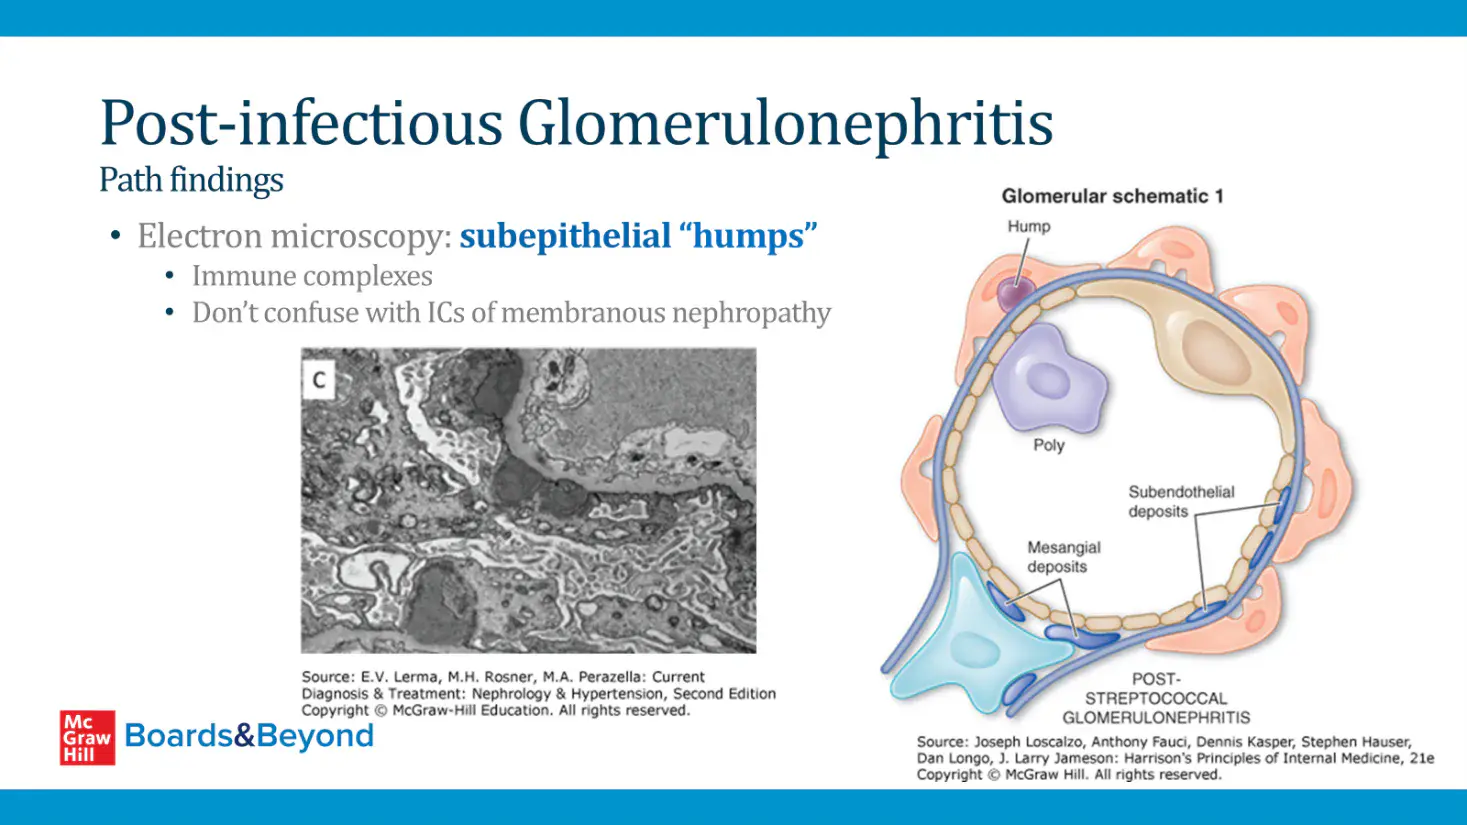 Post-infectious Glomerulonephritis
Path findings
• Electron microscopy: subepithelial “humps”
• Immune complexes
• Don’t confuse with ICs of membranous nephropathy
C
Source: E.V. Lerma, M.H. Rosner, M.A. Perazella: Current
Diagnosis & Treatment: Nephrology & Hypertension, Second Edition
Copyright © McGraw-Hill Education. All rights reserved.
Glomerular schematic 1
Hump
Poly
Subendothelial
deposits
Mesangial
deposits
POST-
STREPTOCOCCAL
GLOMERULONEPHRITIS
Source: Joseph Loscalzo, Anthony Fauci, Dennis Kasper, Stephen Hauser,
Dan Longo, J. Larry Jameson: Harrison’s Principles of Internal Medicine, 21e
Copyright © McGraw Hill. All rights reserved.
Mc
Graw
Hill
Boards&Beyond